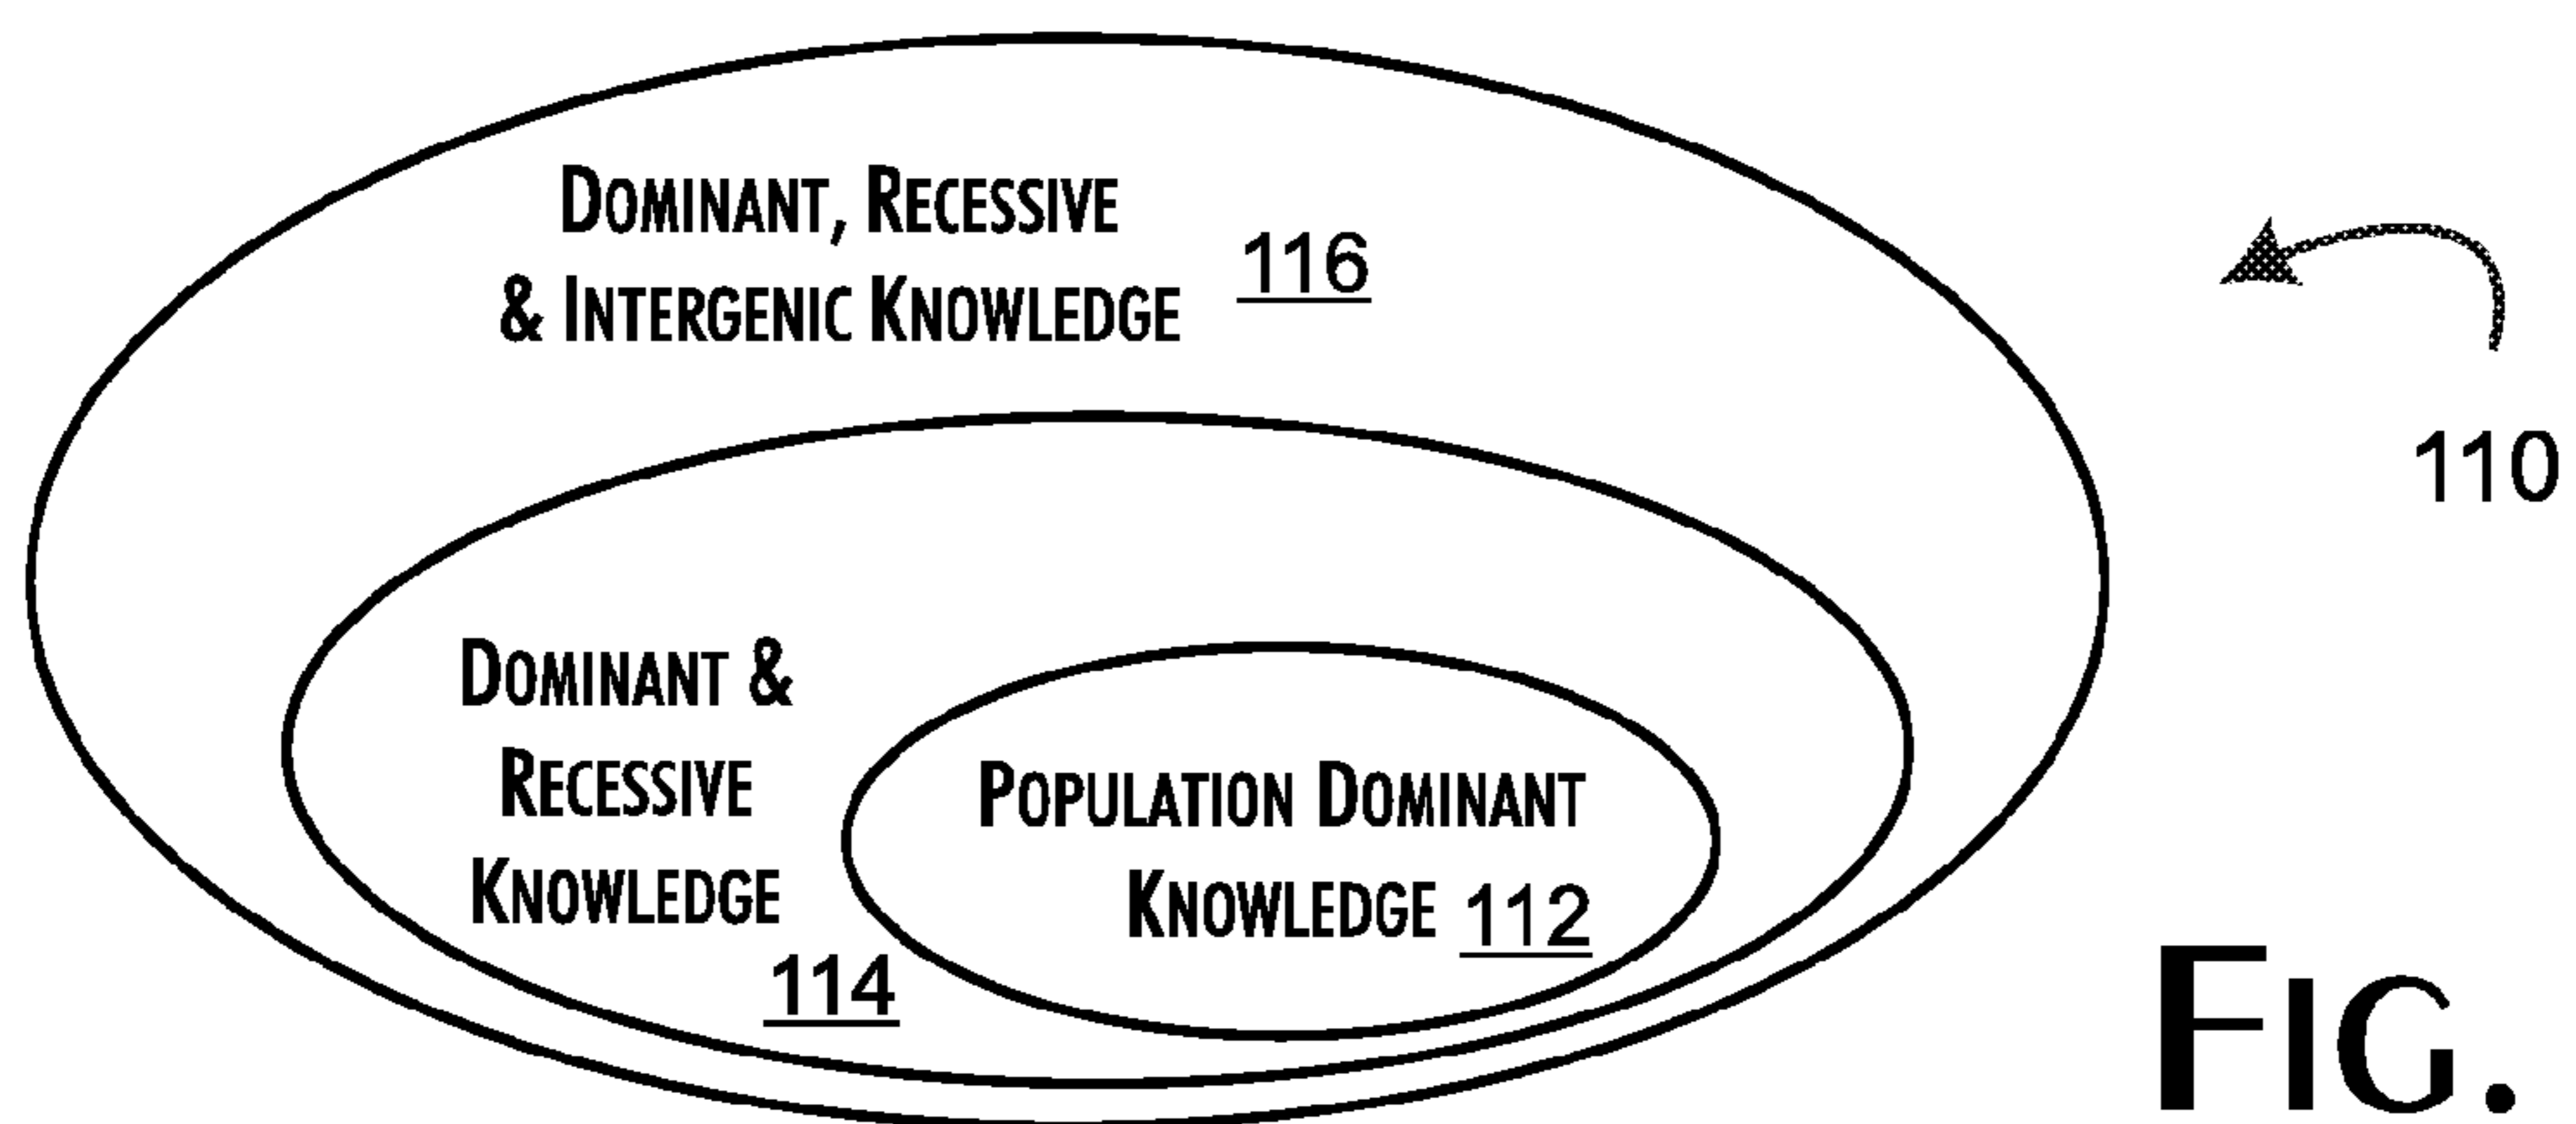 DOMINANT, RECESSIVE
& INTERGENIC KNOWLEDGE 116
110
DOMINANT &
RECESSIVE
KNOWLEDGE
114
POPULATION DOMINANT
KNOWLEDGE 112
FIG.